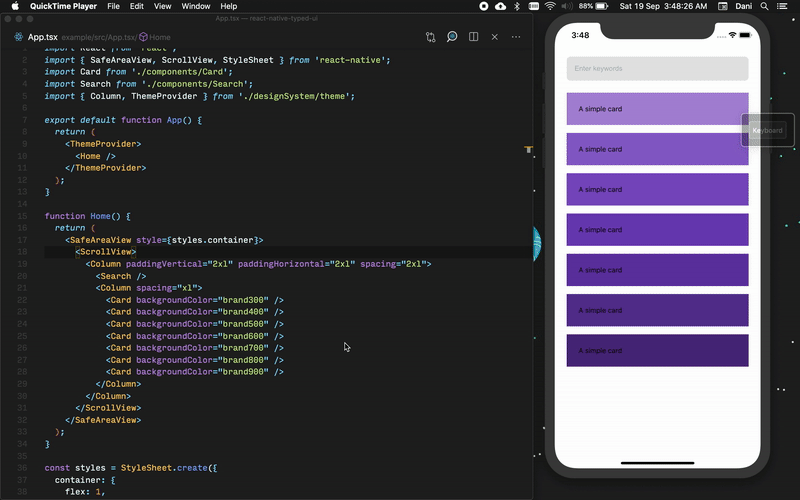 QuickTime Player File Edit View Window Help 88% Sat 19 Sep 3:48:26 AM Dani
App.tsx — react-native-typed-ui
App.tsx example/src/App.tsx/ Home
1 import React from 'react';
2 import { SafeAreaView, ScrollView, StyleSheet } from 'react-native';
3 import Card from './components/Card';
4 import Search from './components/Search';
5 import { Column, ThemeProvider } from './designSystem/theme';
6
7 export default function App() {
8 return (
9 <ThemeProvider>
10 <Home />
11 </ThemeProvider>
12 );
13 }
14
15 function Home() {
16 return (
17 <SafeAreaView style={styles.container}>
18 <ScrollView>
19 <Column paddingVertical="2xl" paddingHorizontal="2xl" spacing="2xl">
20 <Search />
21 <Column spacing="xl">
22 <Card backgroundColor="brand300" />
23 <Card backgroundColor="brand400" />
24 <Card backgroundColor="brand500" />
25 <Card backgroundColor="brand600" />
26 <Card backgroundColor="brand700" />
27 <Card backgroundColor="brand800" />
28 <Card backgroundColor="brand900" />
29 </Column>
30 </Column>
31 </ScrollView>
32 </SafeAreaView>
33 );
34 }
35
36 const styles = StyleSheet.create({
37 container: {
38 flex: 1,
3:48
Enter keywords
A simple card
Keyboard
A simple card
A simple card
A simple card
A simple card
A simple card
A simple card